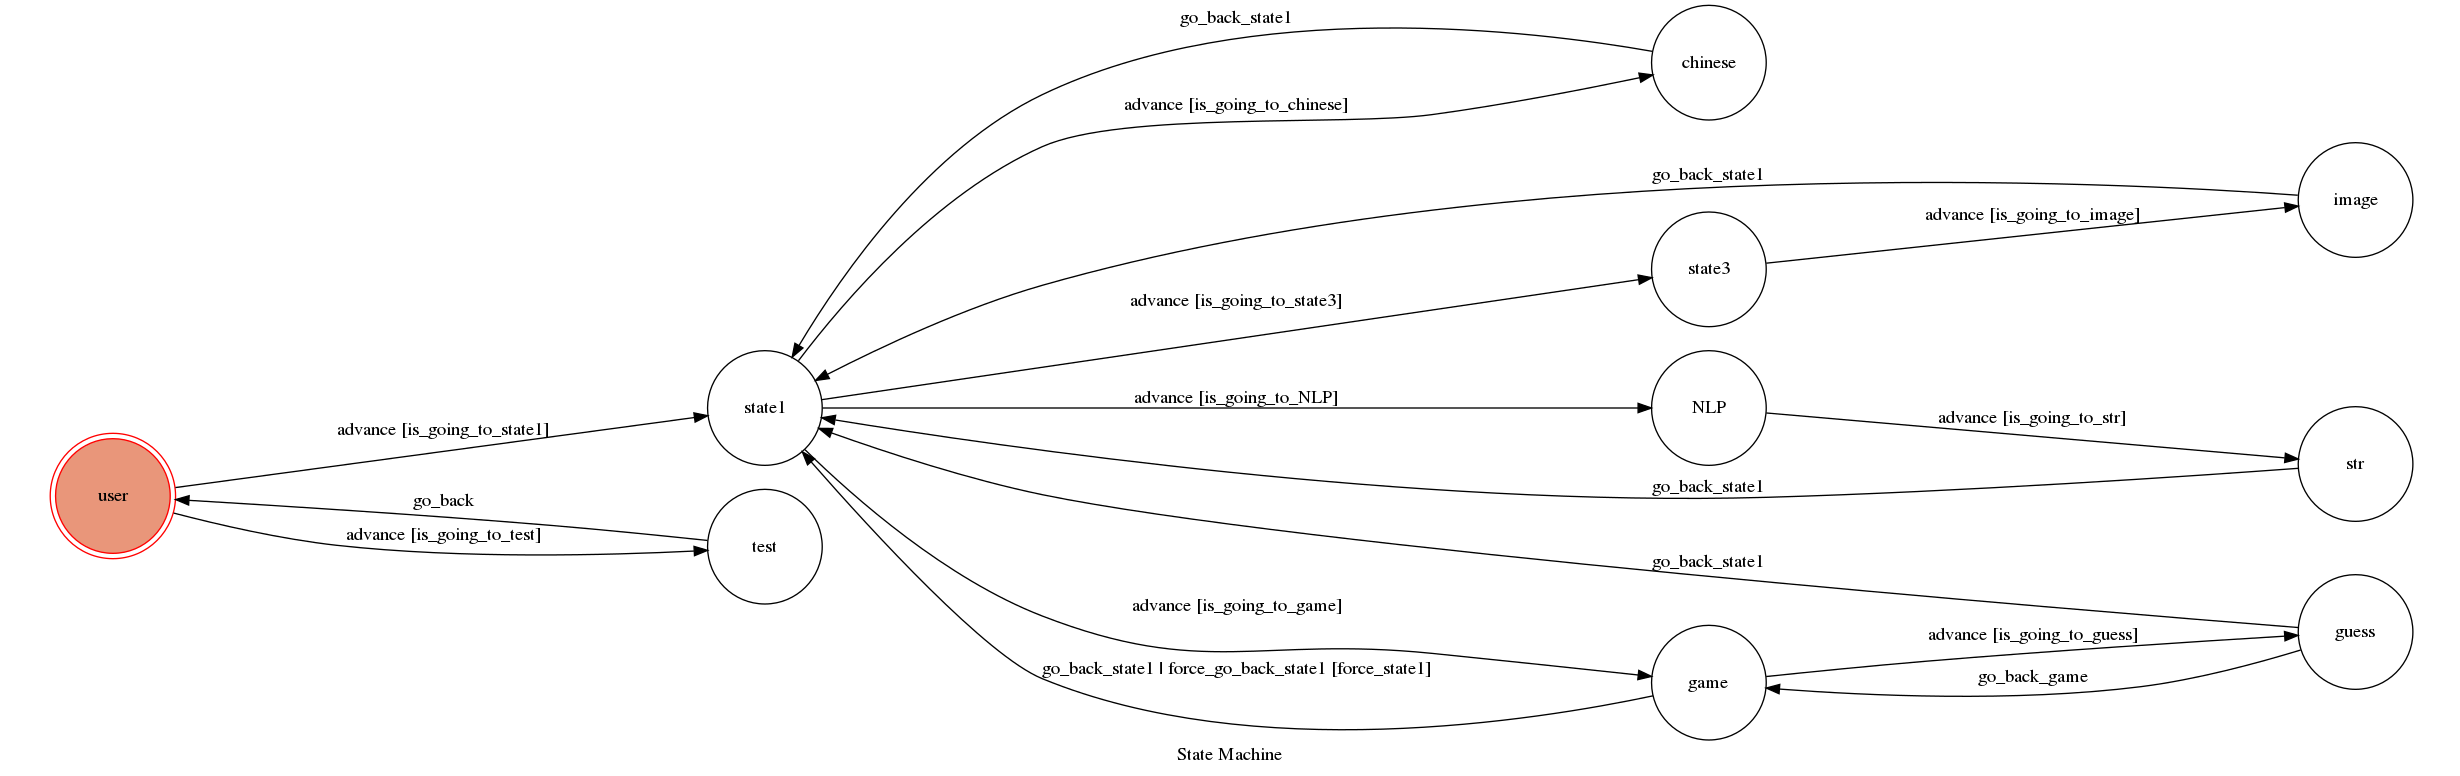 go_back_state1
chinese
advance [is_going_to_chinese]
go_back_state1
image
advance [is_going_to_image]
state3
advance [is_going_to_state3]
advance [is_going_to_NLP]
state1
NLP
advance [is_going_to_str]
advance [is_going_to_state1]
str
go_back_state1
user
go_back
advance [is_going_to_test]
test
go_back_state1
advance [is_going_to_game]
advance [is_going_to_guess]
guess
go_back_state1 | force_go_back_state1 [force_state1]
game
go_back_game
State Machine